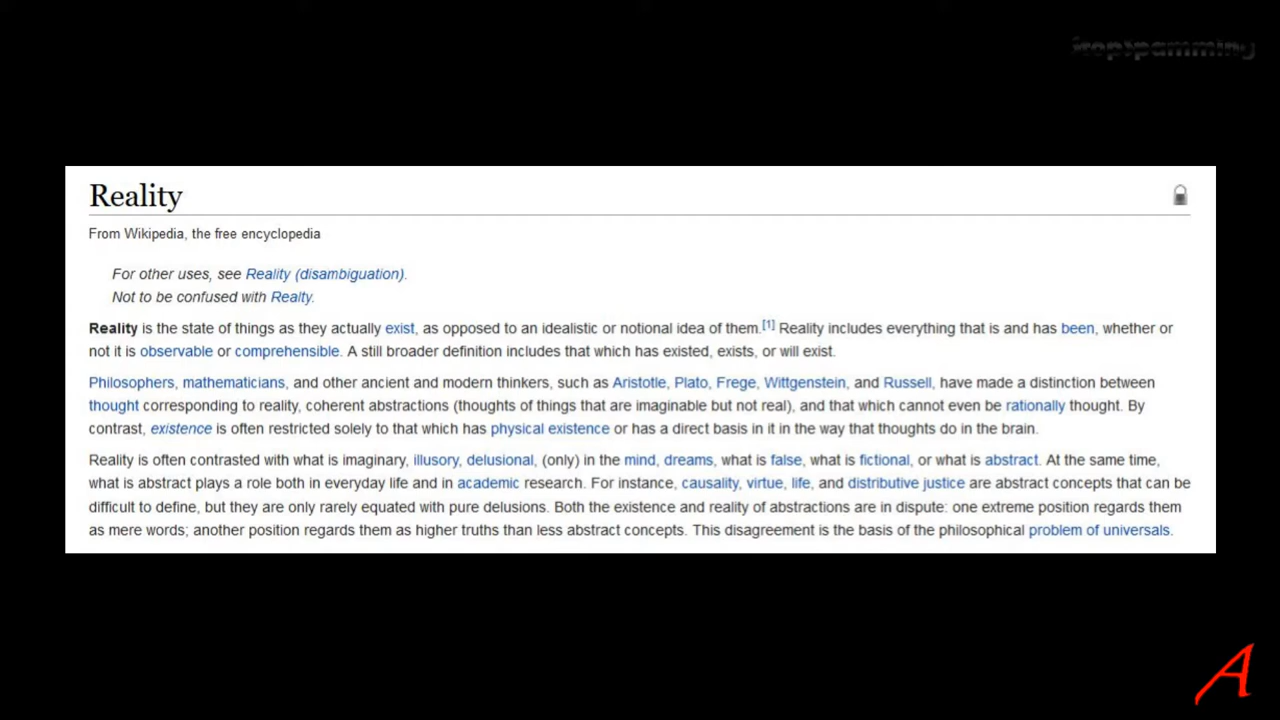 Reality
From Wikipedia, the free encyclopedia
For other uses, see Reality (disambiguation).
Not to be confused with Realty.
Reality is the state of things as they actually exist, as opposed to an idealistic or notional idea of them.[1] Reality includes everything that is and has been, whether or
not it is observable or comprehensible. A still broader definition includes that which has existed, exists, or will exist.
Philosophers, mathematicians, and other ancient and modern thinkers, such as Aristotle, Plato, Frege, Wittgenstein, and Russell, have made a distinction between
thought corresponding to reality, coherent abstractions (thoughts of things that are imaginable but not real), and that which cannot even be rationally thought. By
contrast, existence is often restricted solely to that which has physical existence or has a direct basis in it in the way that thoughts do in the brain.
Reality is often contrasted with what is imaginary, illusory, delusional, (only) in the mind, dreams, what is false, what is fictional, or what is abstract. At the same time,
what is abstract plays a role both in everyday life and in academic research. For instance, causality, virtue, life, and distributive justice are abstract concepts that can be
difficult to define, but they are only rarely equated with pure delusions. Both the existence and reality of abstractions are in dispute: one extreme position regards them
as mere words; another position regards them as higher truths than less abstract concepts. This disagreement is the basis of the philosophical problem of universals.
A